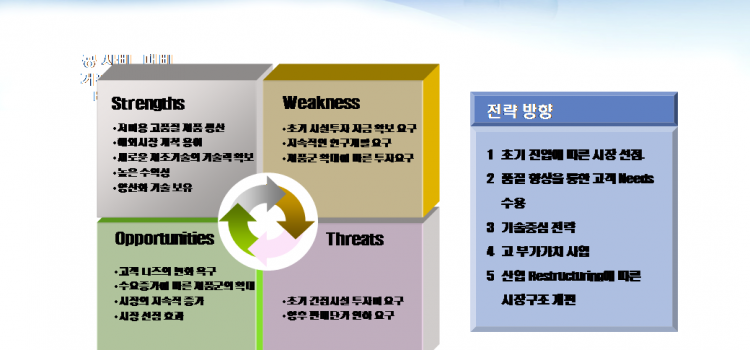 Strengths
•저비용 고품질 제품 생산
•해외시장 개척 용이
•새로운 제조기술의 기술력 확보
•높은 수익성
•양산화 기술 보유
Weakness
•초기 시설투자 자금 확보 요구
•지속적인 연구개발 요구
•제품군 확대에 따른 투자요구
Opportunities
•고객 니즈의 변화 욕구
•수요증가에 따른 제품군의 확대
•시장의 지속적 증가
•시장 선점 효과
Threats
•초기 간접시설 투자비 요구
•향후 판매단가 인하 요구
전략 방향
1 초기 진입에 따른 시장 선점.
2 품질 향상을 통한 고객 Needs
수용
3 기술중심 전략
4 고 부가가치 사업
5 산업 Restructuring에 따른
시장구조 개편